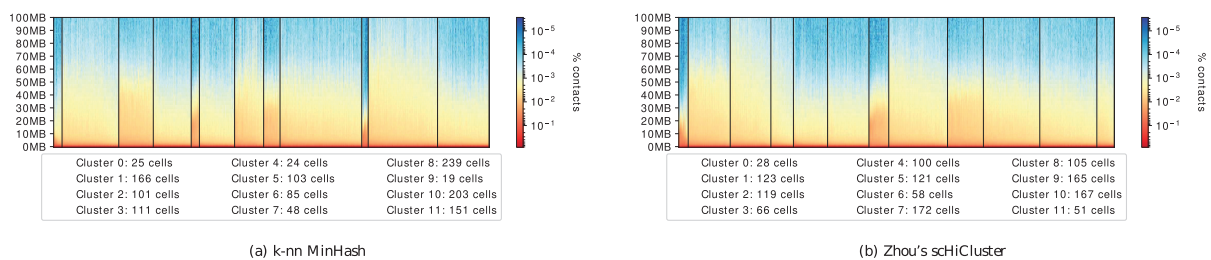 100MB
90MB
80MB
70MB
60MB
50MB
40MB
30MB
20MB
10MB
0MB
10−5
10−4
10−3
10−2
10−1
% contacts
Cluster 0: 25 cells
Cluster 1: 166 cells
Cluster 2: 101 cells
Cluster 3: 111 cells
Cluster 4: 24 cells
Cluster 5: 103 cells
Cluster 6: 85 cells
Cluster 7: 48 cells
Cluster 8: 239 cells
Cluster 9: 19 cells
Cluster 10: 203 cells
Cluster 11: 151 cells
(a) k-nn MinHash
100MB
90MB
80MB
70MB
60MB
50MB
40MB
30MB
20MB
10MB
0MB
10−5
10−4
10−3
10−2
10−1
% contacts
Cluster 0: 28 cells
Cluster 1: 123 cells
Cluster 2: 119 cells
Cluster 3: 66 cells
Cluster 4: 100 cells
Cluster 5: 121 cells
Cluster 6: 58 cells
Cluster 7: 172 cells
Cluster 8: 105 cells
Cluster 9: 165 cells
Cluster 10: 167 cells
Cluster 11: 51 cells
(b) Zhou's scHiCluster